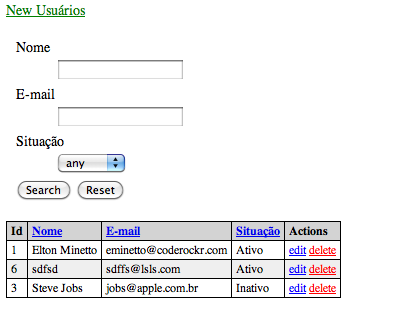 New Usuários
Nome
E-mail
Situação
any
Search Reset
Id Nome E-mail Situação Actions
1 Elton Minetto eminetto@coderockr.com Ativo edit delete
6 sdfsd sdffs@lsls.com Ativo edit delete
3 Steve Jobs jobs@apple.com.br Inativo edit delete